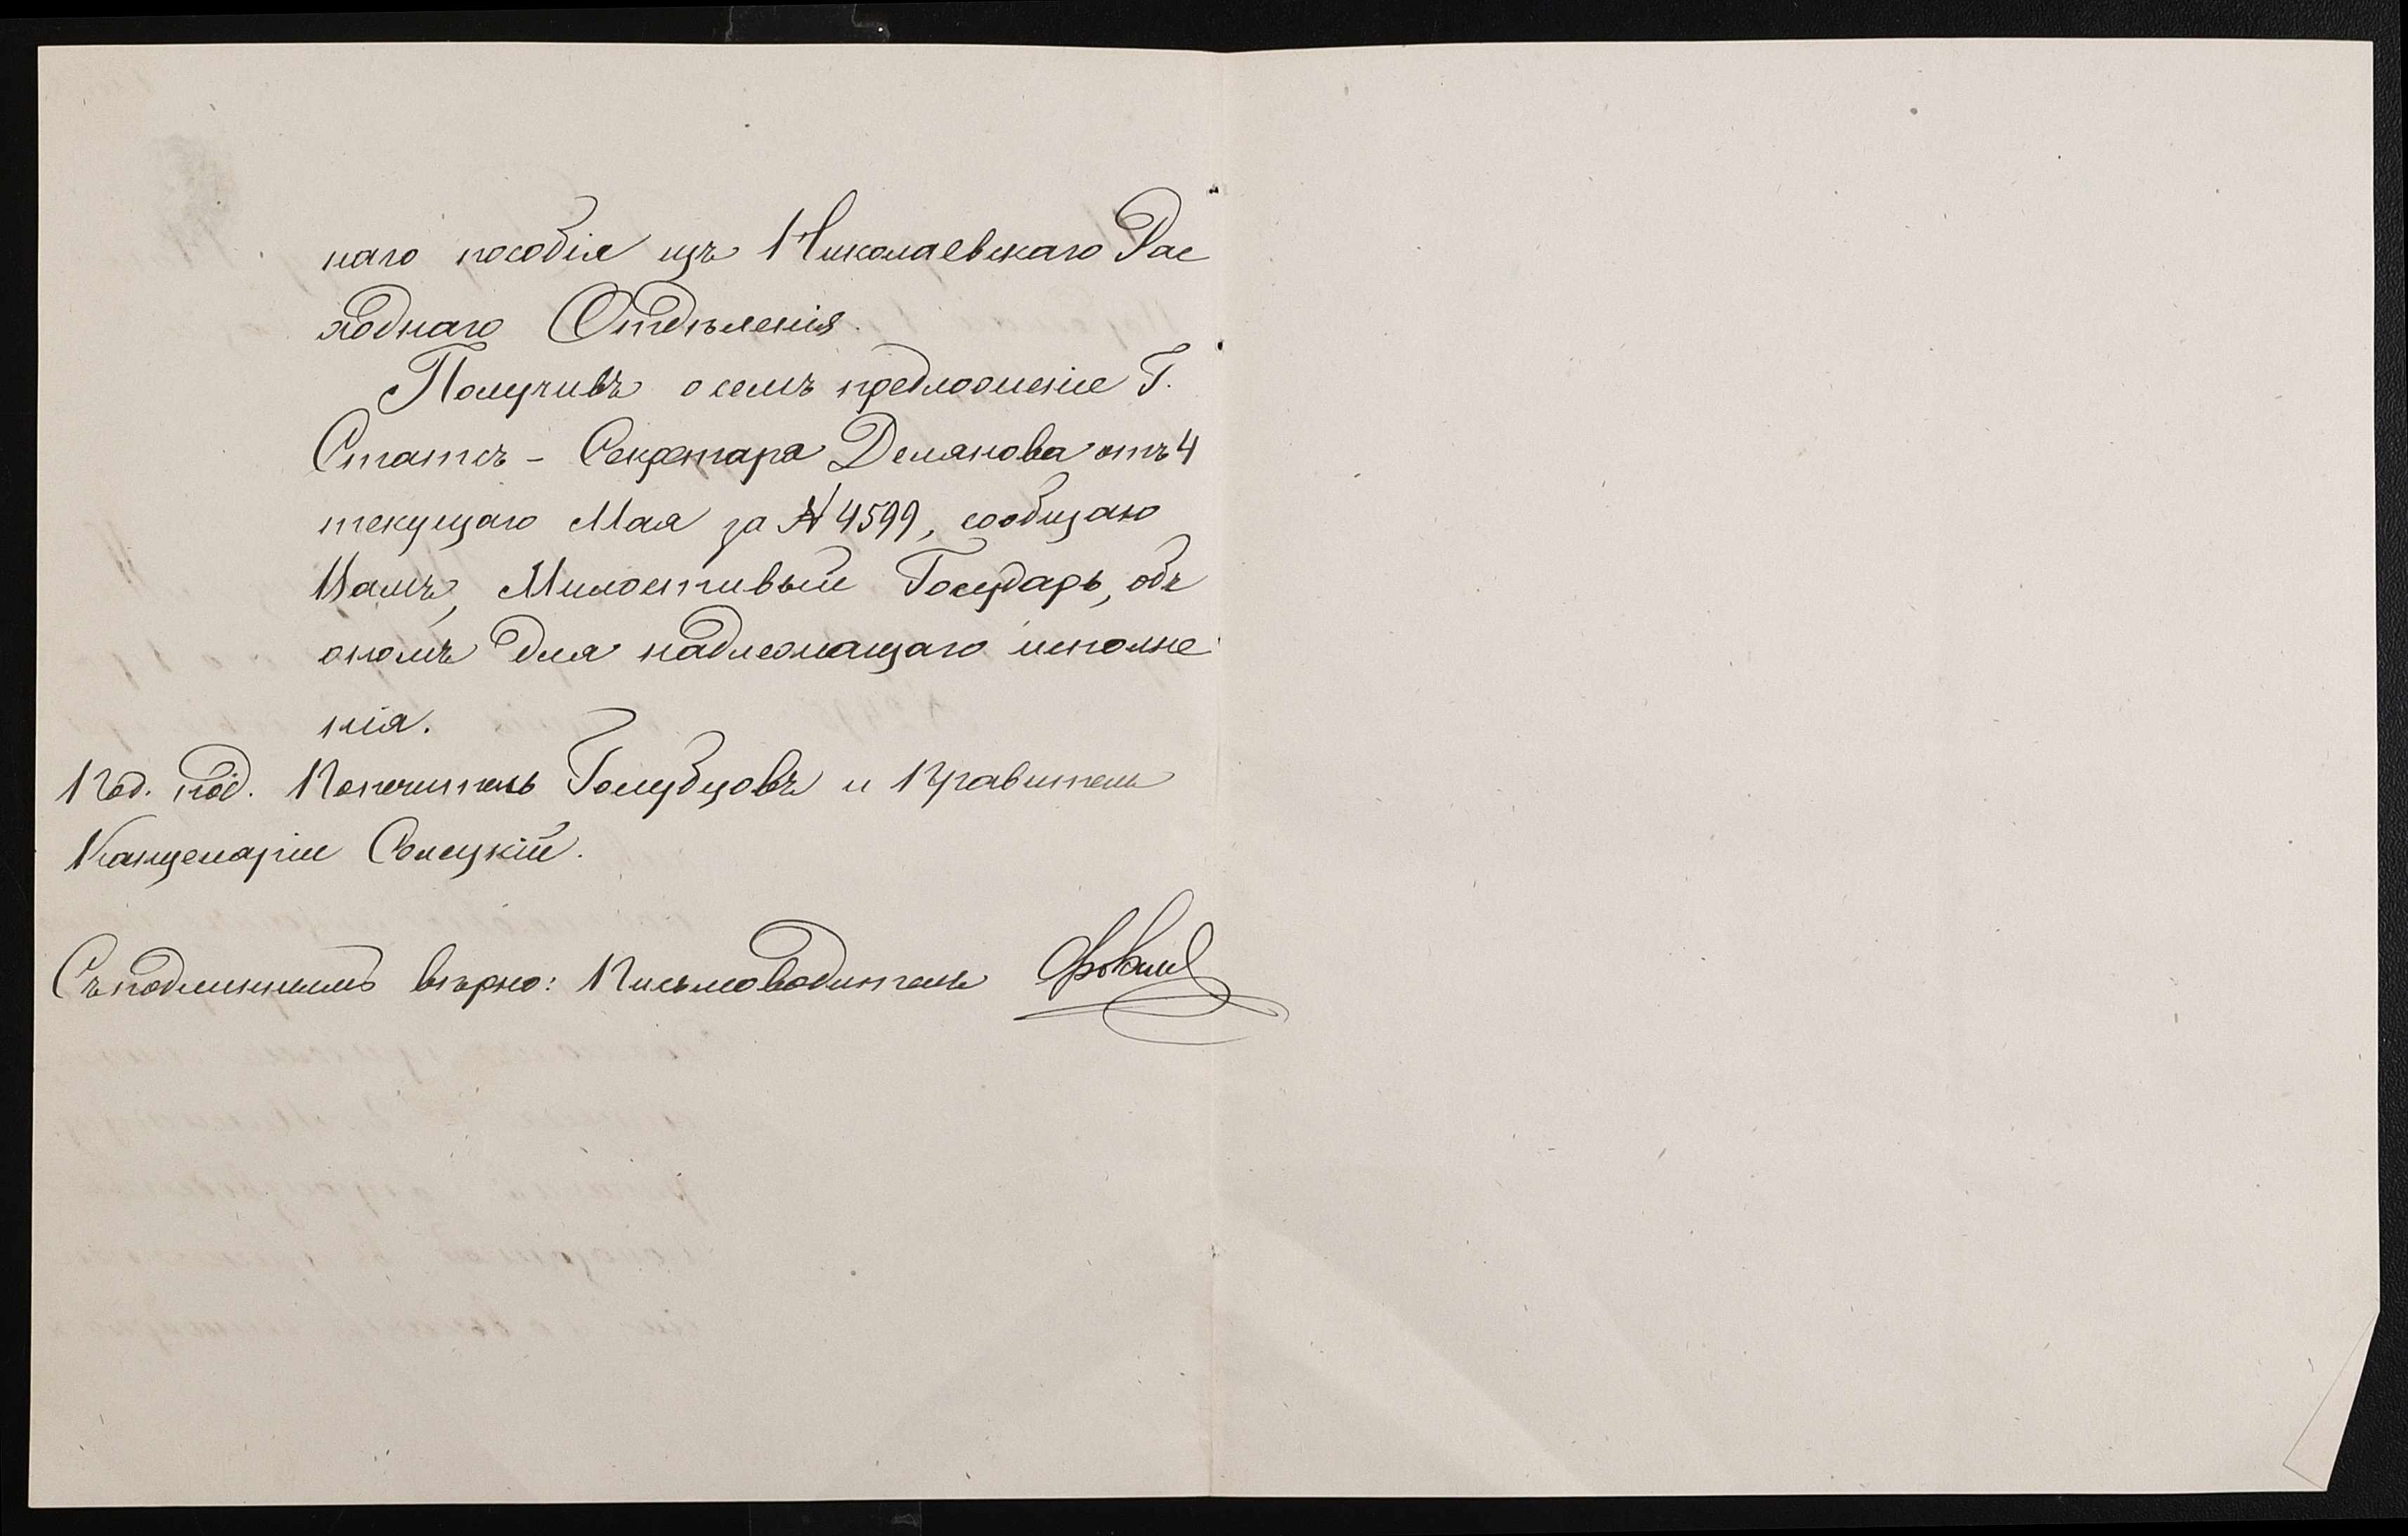 наго пособія изъ Николаевскаго Рас
ходнаго Отдѣленія.
Получивъ о семъ предложеніе Г.
Статсъ - Секретаря Делянова отъ 4
текущаго Мая за № 4599, сообщаю
Вамъ, Милостивый Государь, объ
этомъ для надлежащаго исполне
нія.
Под. под. Попечитель Голубцовъ и Правитель
Канцеляріи Солецкій.
Съ подлиннымъ вѣрно: Письмоводитель